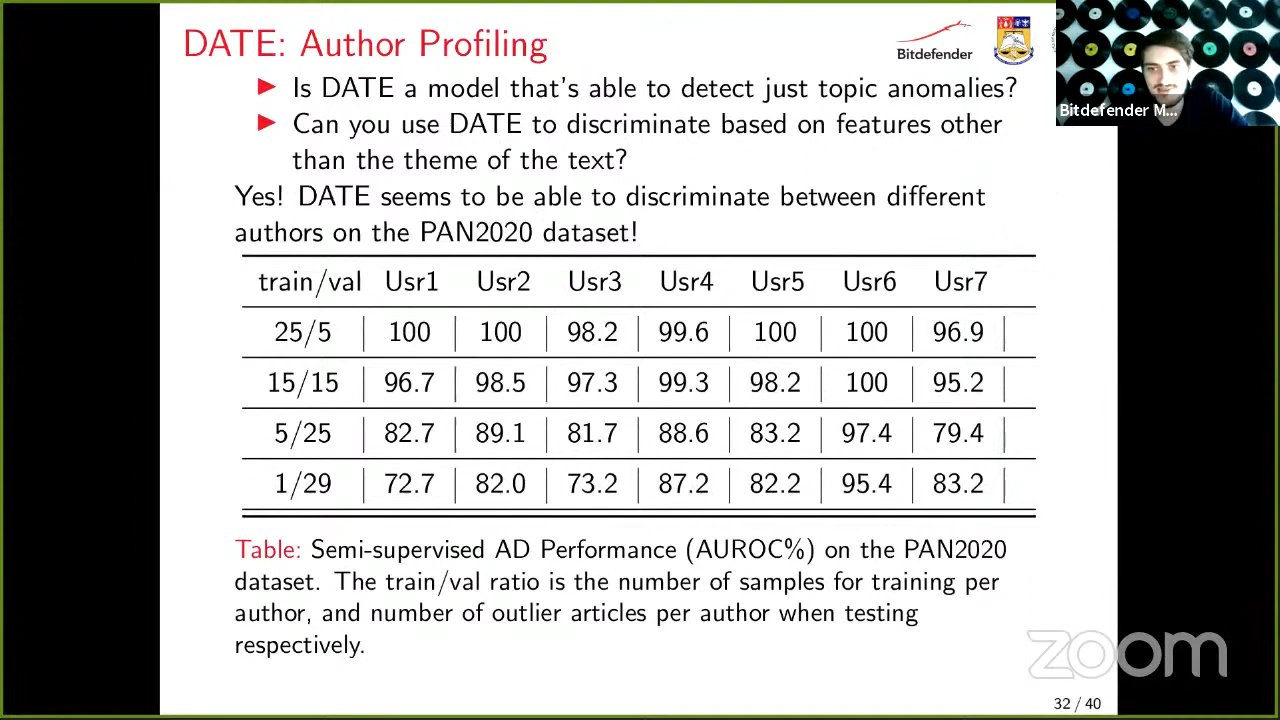 DATE: Author Profiling
Bitdefender
Bitdefender M...
▶ Is DATE a model that's able to detect just topic anomalies?
▶ Can you use DATE to discriminate based on features other
than the theme of the text?
Yes! DATE seems to be able to discriminate between different
authors on the PAN2020 dataset!
train/val Usr1 Usr2 Usr3 Usr4 Usr5 Usr6 Usr7
25/5 100 100 98.2 99.6 100 100 96.9
15/15 96.7 98.5 97.3 99.3 98.2 100 95.2
5/25 82.7 89.1 81.7 88.6 83.2 97.4 79.4
1/29 72.7 82.0 73.2 87.2 82.2 95.4 83.2
Table: Semi-supervised AD Performance (AUROC%) on the PAN2020
dataset. The train/val ratio is the number of samples for training per
author, and number of outlier articles per author when testing
respectively.
zoom
32 / 40